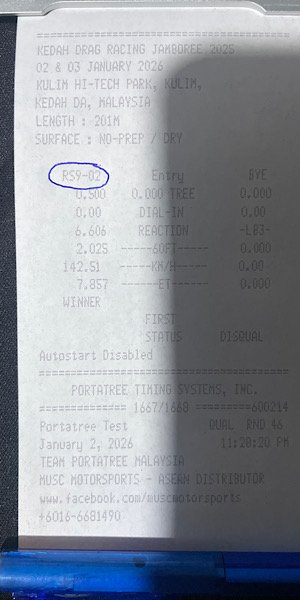 KEDAH DRAG RACING JAMBOREE 2025
02 & 03 JANUARY 2026
KULIM HI-TECH PARK, KULIM,
KEDAH DA, MALAYSIA
LENGTH : 201M
SURFACE : NO-PREP / DRY
RS9-02 Entry BYE
0.500 0.000 TREE 0.000
0.00 DIAL-IN 0.00
6.606 REACTION -LB3-
2.025 -----60FT----- 0.000
142.51 -----KM/H----- 0.00
7.857 ------ET------ 0.000
WINNER
FIRST
STATUS DISQUAL
Autostart Disabled
PORTATREE TIMING SYSTEMS, INC.
============= 1667/1668 =========600214
Portatree Test QUAL RND 46
January 2, 2026 11:20:20 PM
TEAM PORTATREE MALAYSIA
MUSC MOTORSPORTS - ASEAN DISTRIBUTOR
www.facebook.com/muscmotorsports
+6016-6681490